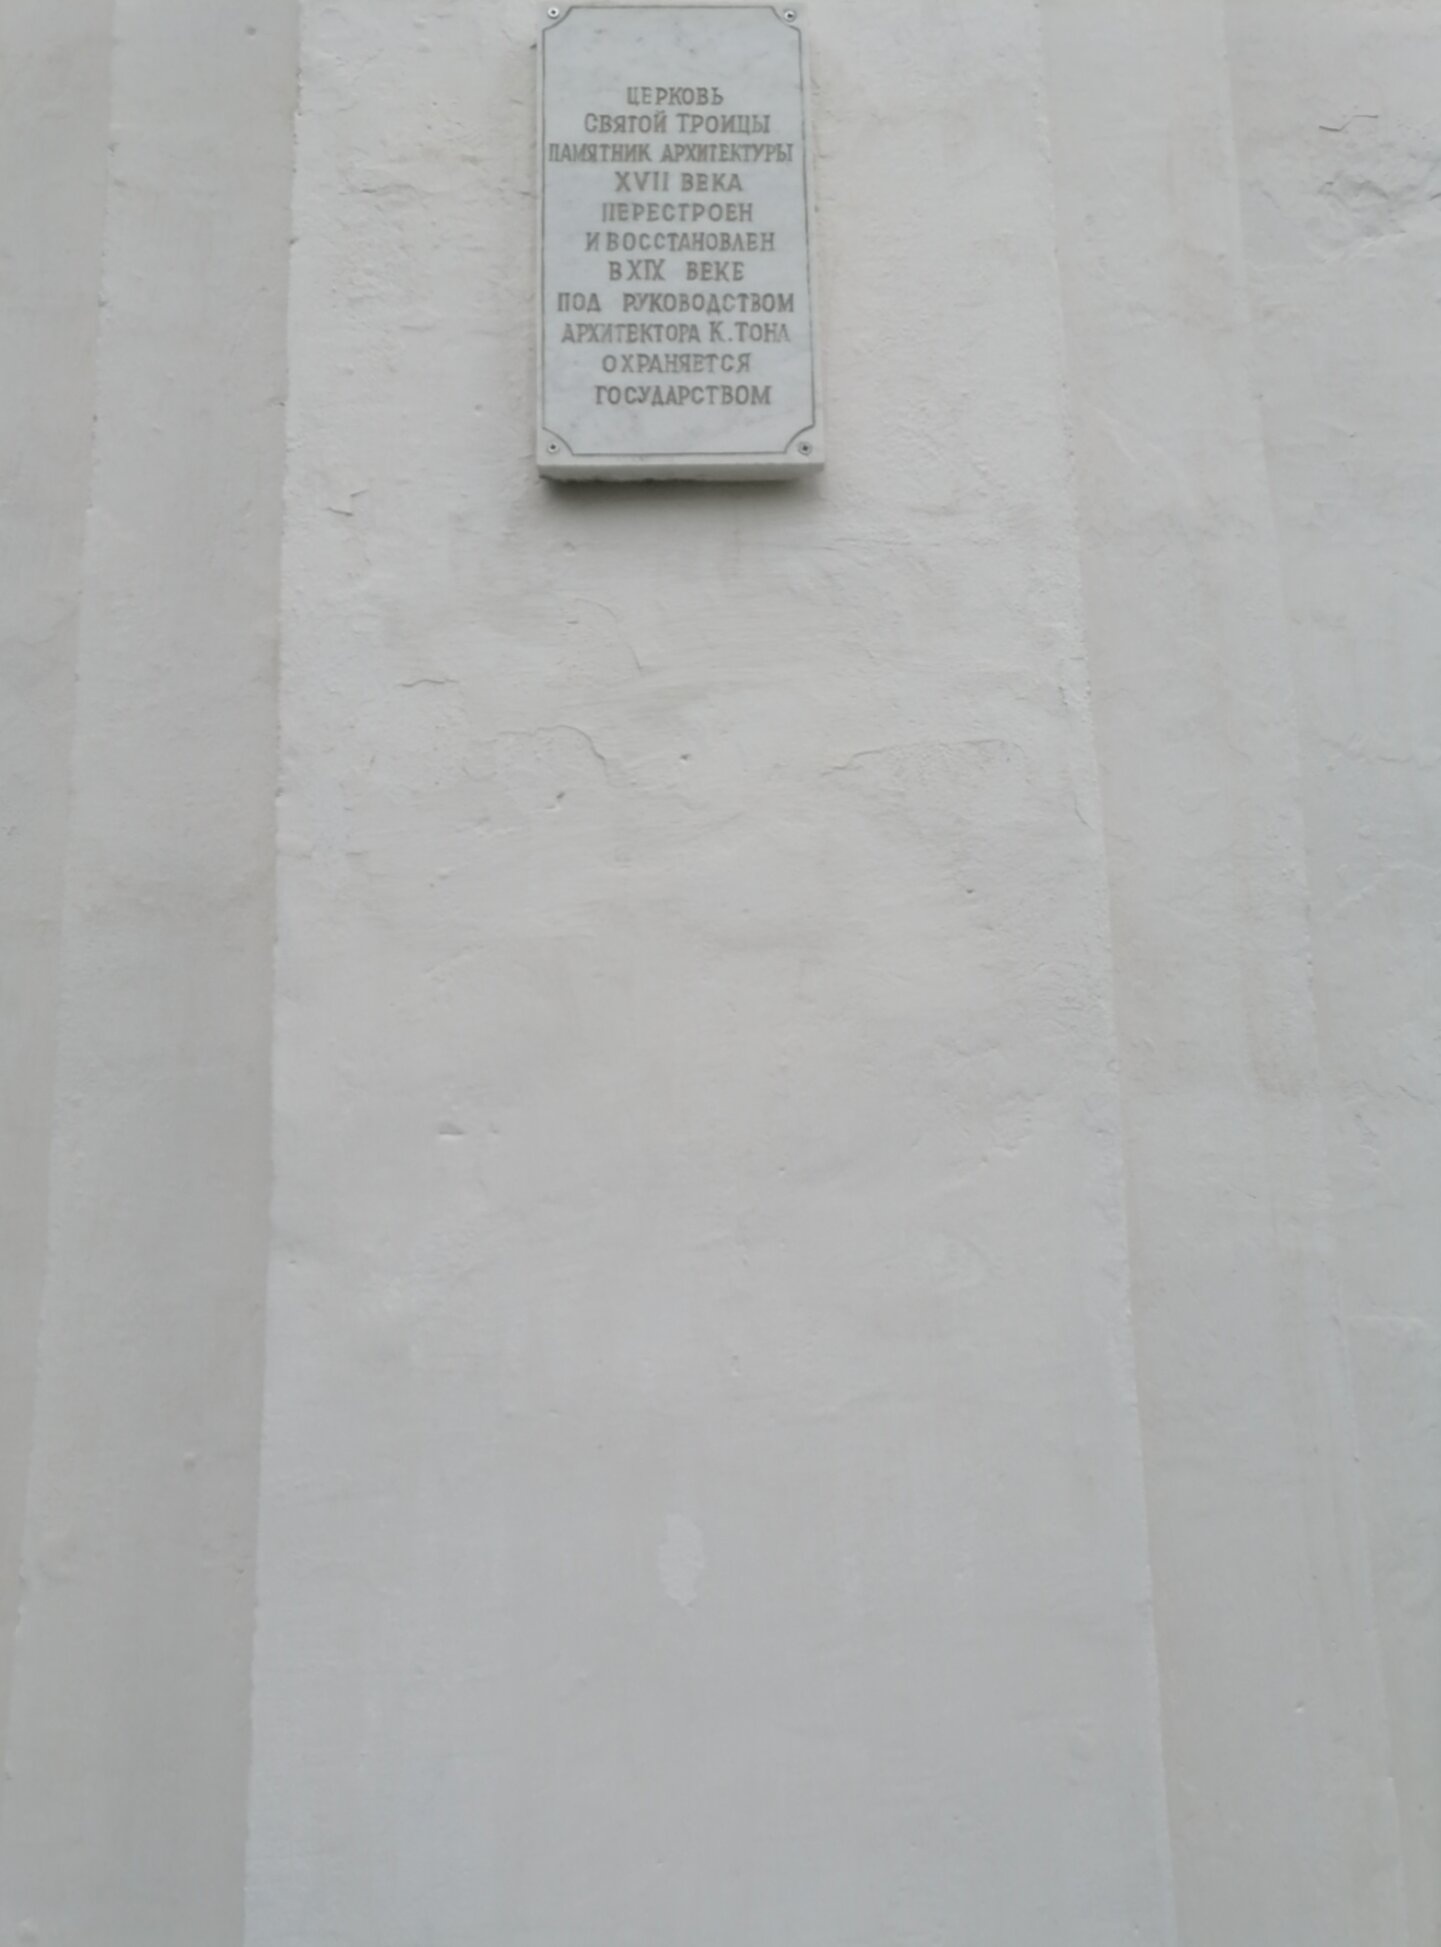 ЦЕРКОВЬ
СВЯТОЙ ТРОИЦЫ
ПАМЯТНИК АРХИТЕКТУРЫ
XVII ВЕКА
ПЕРЕСТРОЕН
И ВОССТАНОВЛЕН
В XIX ВЕКЕ
ПОД РУКОВОДСТВОМ
АРХИТЕКТОРА К. ТОНА
ОХРАНЯЕТСЯ
ГОСУДАРСТВОМ